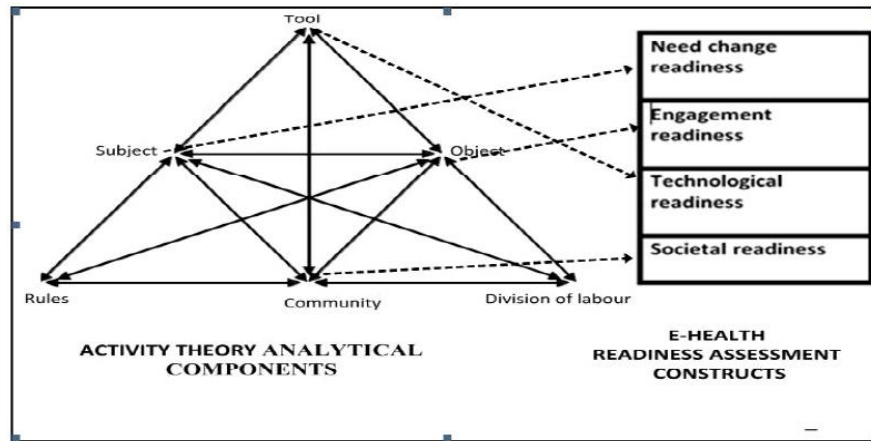 Tool
Need change
readiness
Engagement
readiness
Subject
Object
Technological
readiness
Societal readiness
Rules
Community
Division of labour
ACTIVITY THEORY ANALYTICAL
COMPONENTS
E-HEALTH
READINESS ASSESSMENT
CONSTRUCTS